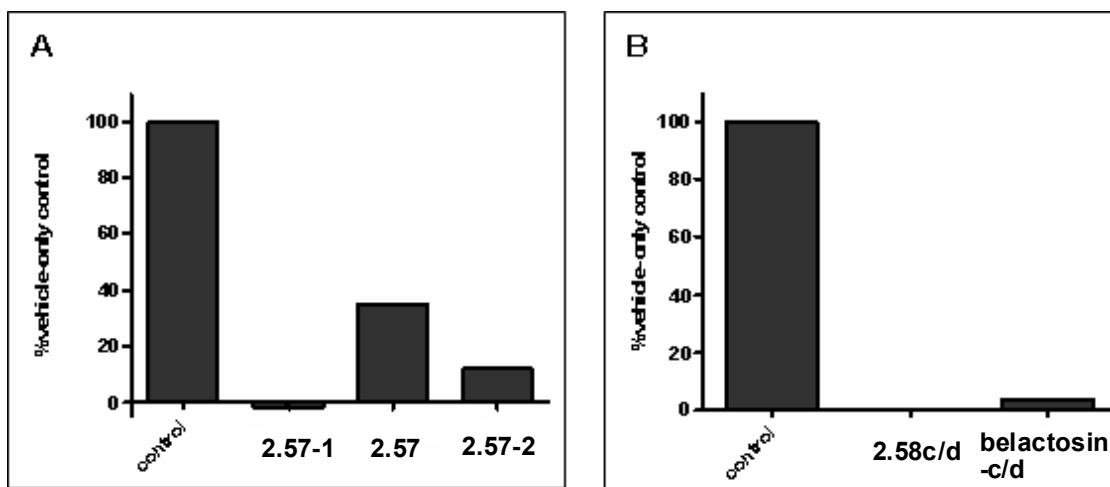 A
%vehicle-only control
100
80
60
40
20
0
control
2.57-1
2.57
2.57-2
B
%vehicle-only control
100
80
60
40
20
0
control
2.58c/d
belactosin
-c/d